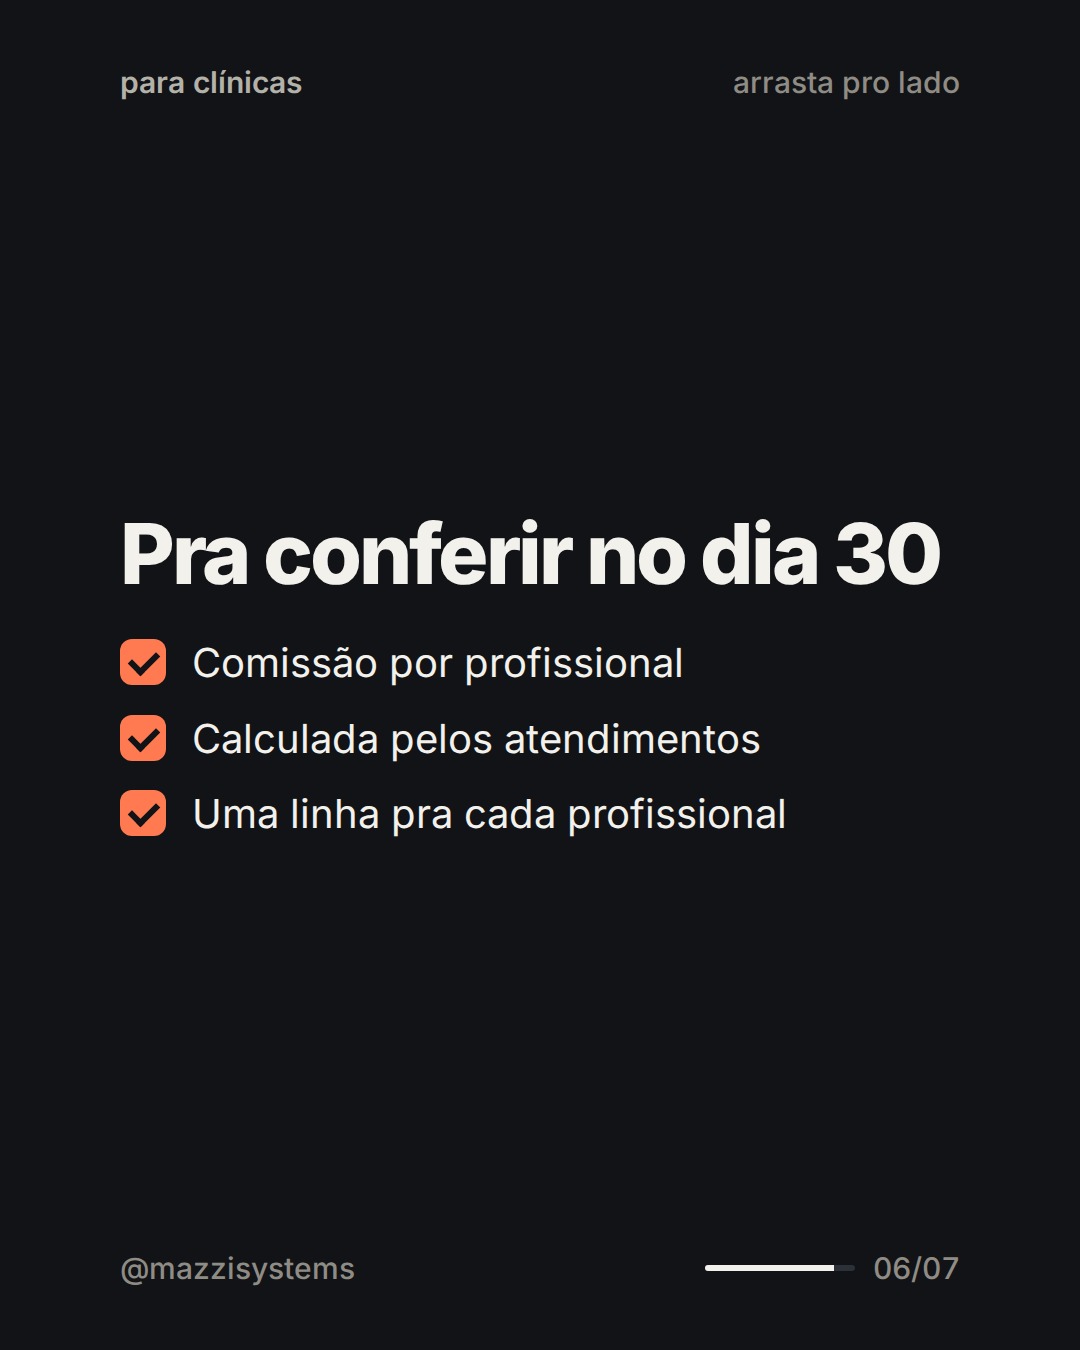 para clínicas
arrasta pro lado
Pra conferir no dia 30
Comissão por profissional
Calculada pelos atendimentos
Uma linha pra cada profissional
@mazzisystems
06/07